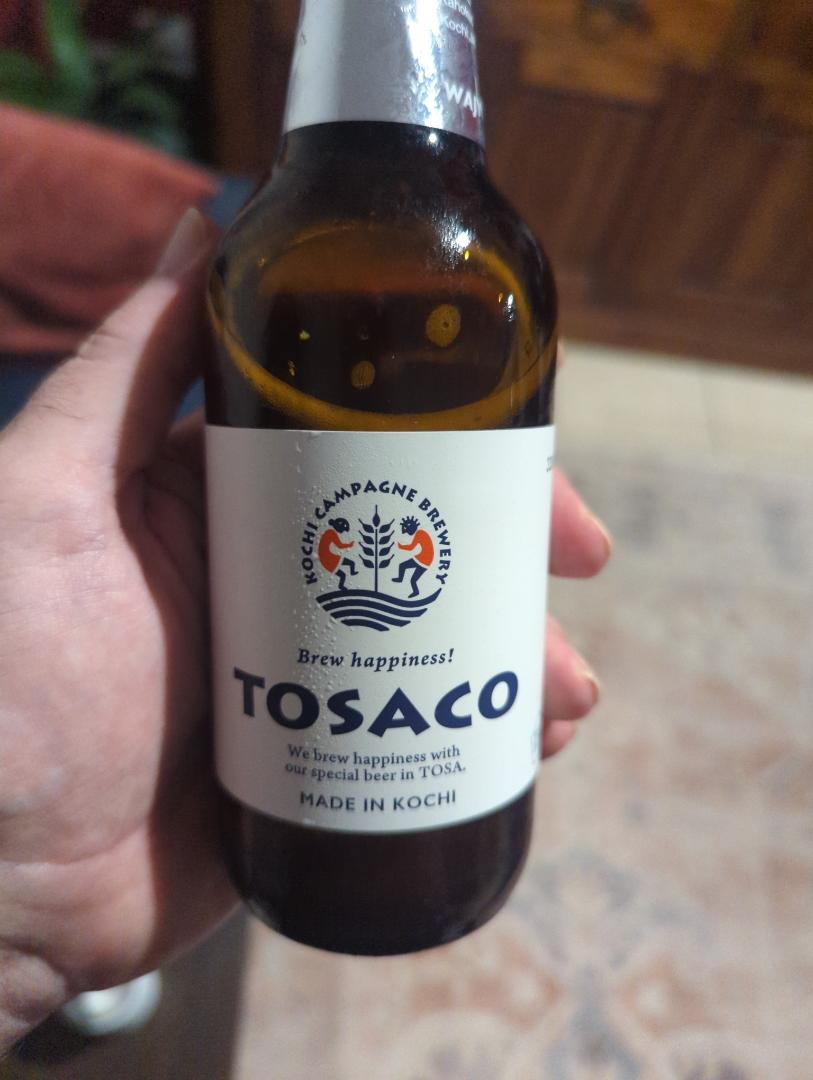 KOCHI CAMPAGNE BREWERY
Brew happiness!
TOSACO
We brew happiness with
our special beer in TOSA.
MADE IN KOCHI